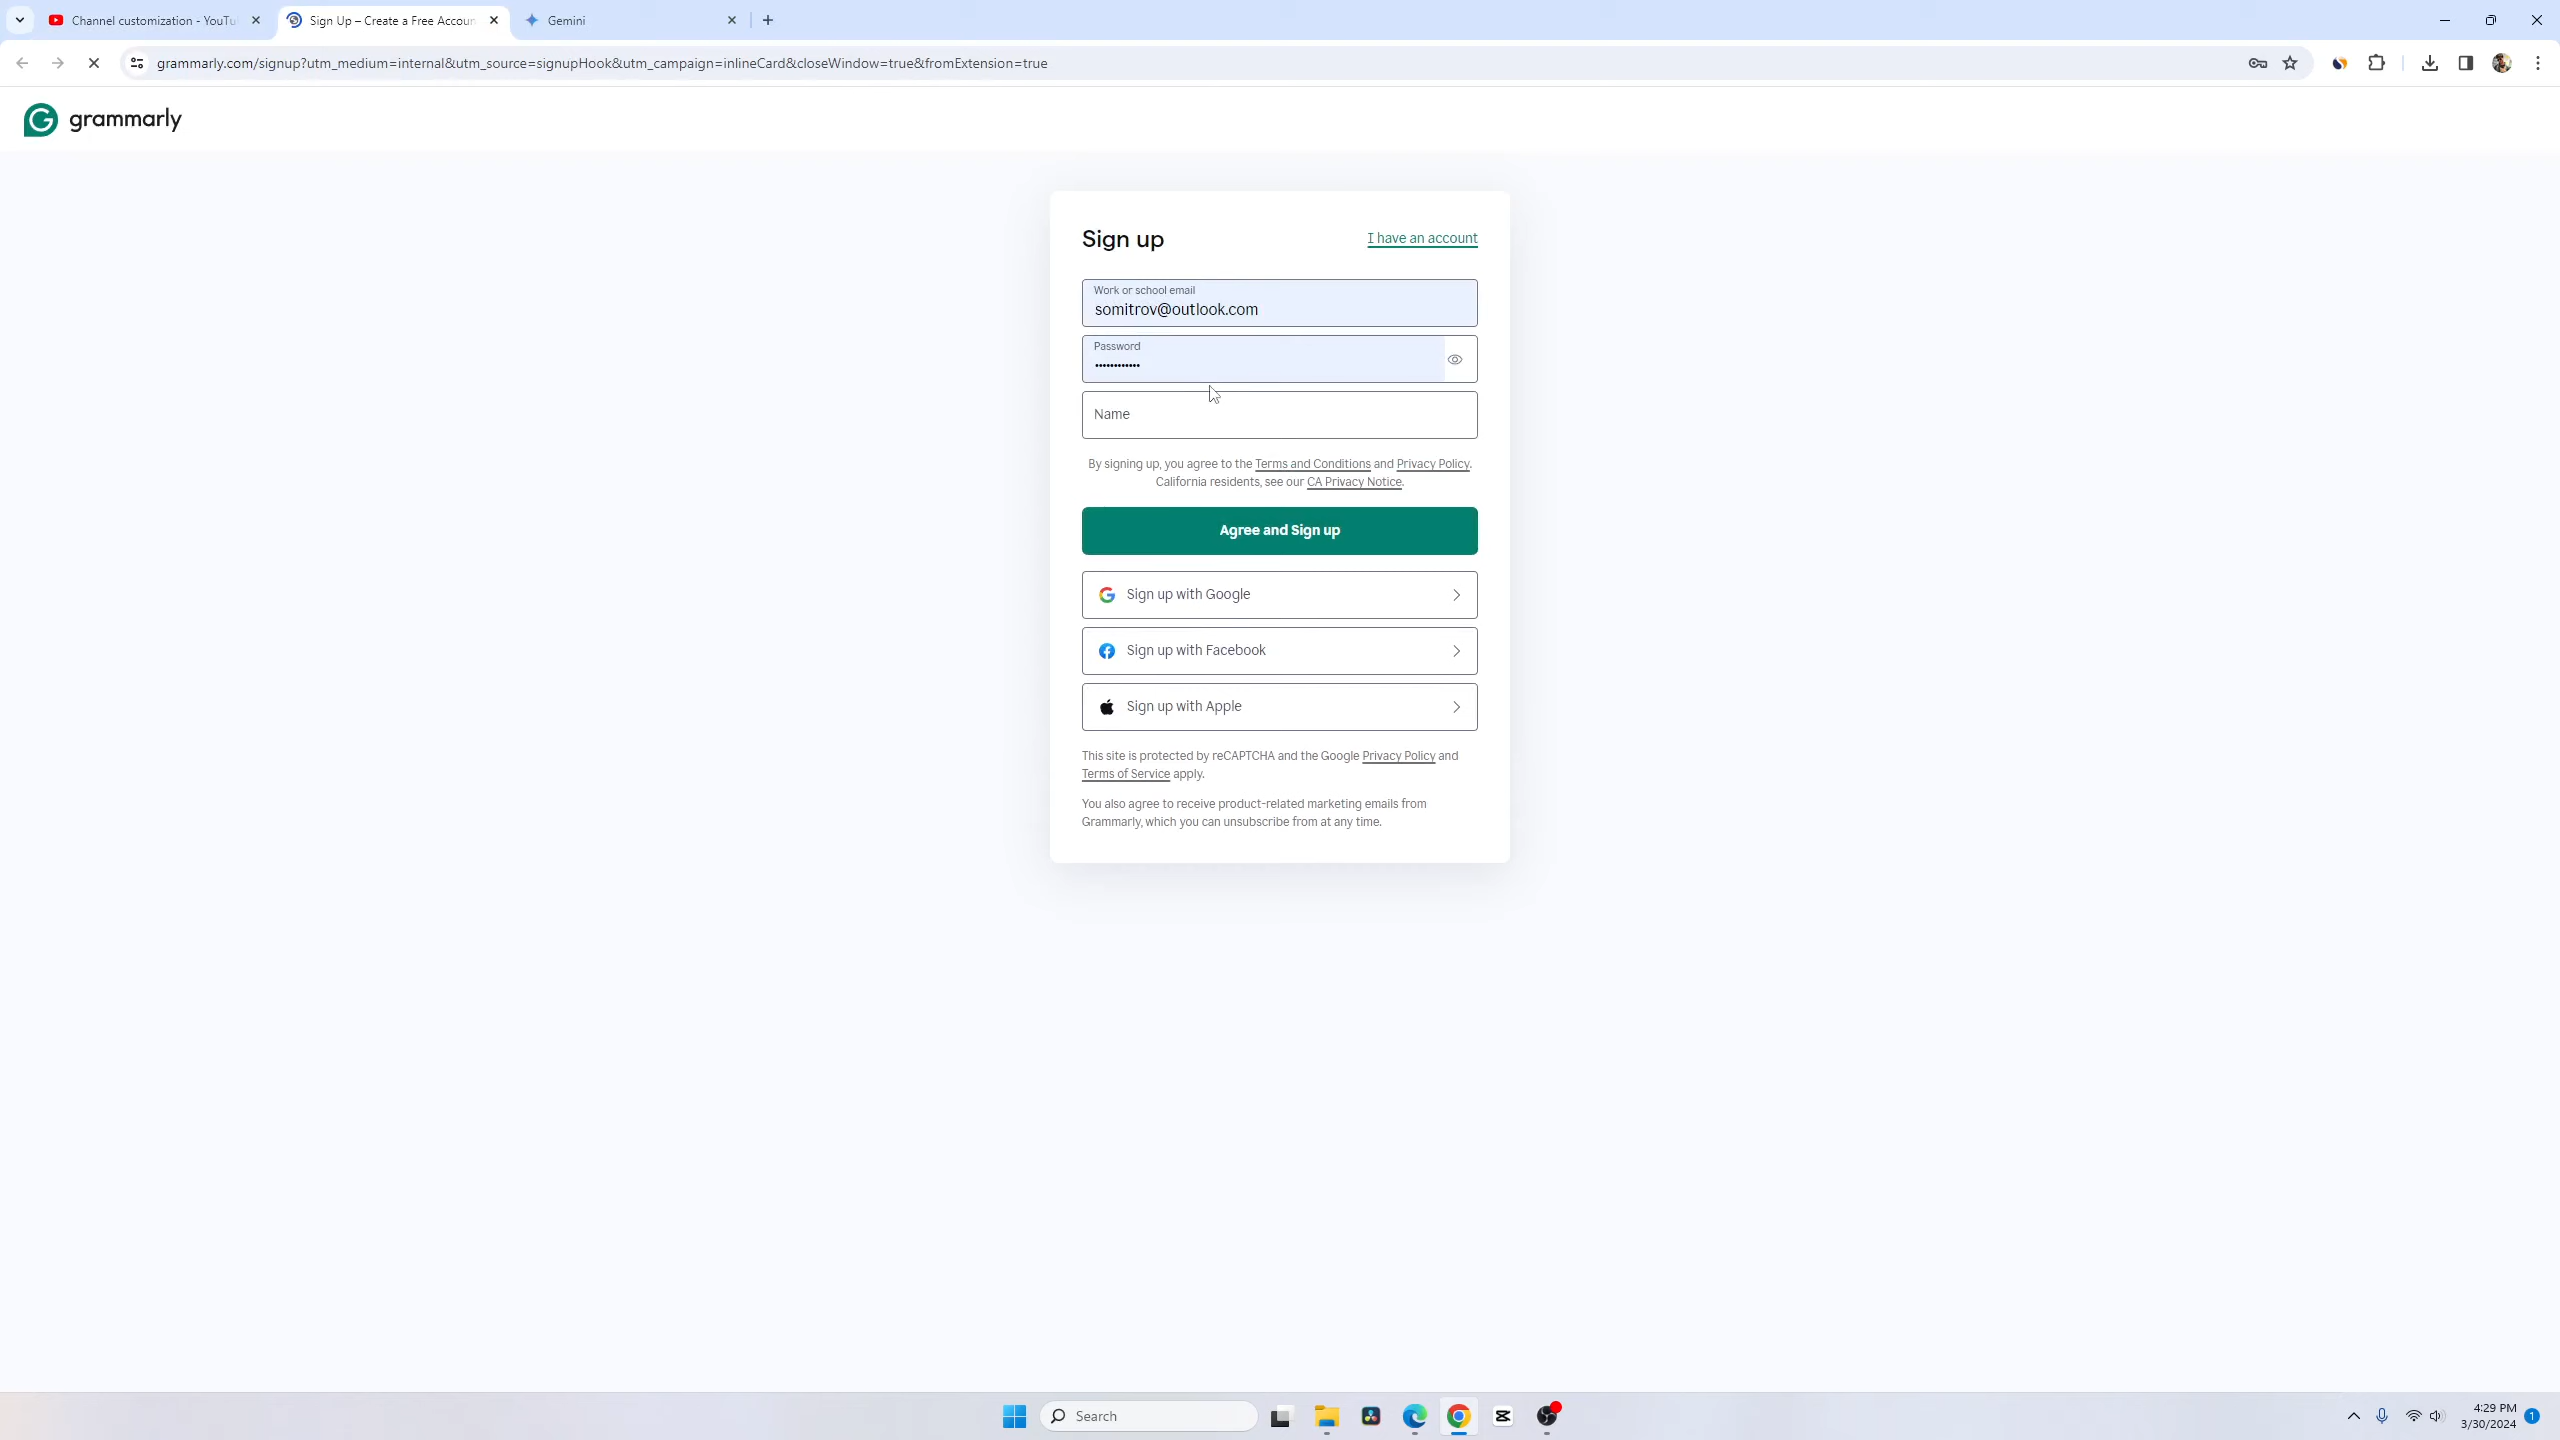 Channel customization - YouTu
Sign Up – Create a Free Accoun
Gemini
grammarly.com/signup?utm_medium=internal&utm_source=signupHook&utm_campaign=inlineCard&closeWindow=true&fromExtension=true
grammarly
Sign up
I have an account
Work or school email
somitrov@outlook.com
Password
••••••••••••
Name
By signing up, you agree to the Terms and Conditions and Privacy Policy.
California residents, see our CA Privacy Notice.
Agree and Sign up
Sign up with Google
Sign up with Facebook
Sign up with Apple
This site is protected by reCAPTCHA and the Google Privacy Policy and
Terms of Service apply.
You also agree to receive product-related marketing emails from
Grammarly, which you can unsubscribe from at any time.
Search
4:29 PM
3/30/2024
1